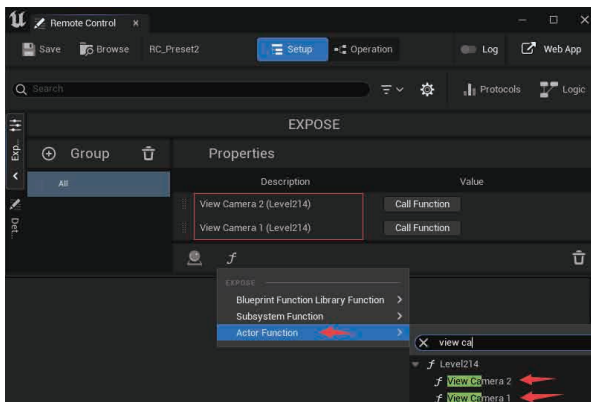 Remote Control ×
Save Browse RC_Preset2 Setup Operation Log Web App
Search Protocols Logic
EXPOSE
Exp...
Group Properties
Description Value
All
View Camera 2 (Level214) Call Function
View Camera 1 (Level214) Call Function
Det...
f
EXPOSE
Blueprint Function Library Function >
Subsystem Function >
Actor Function >
view ca
f Level214
f View Camera 2
f View Camera 1